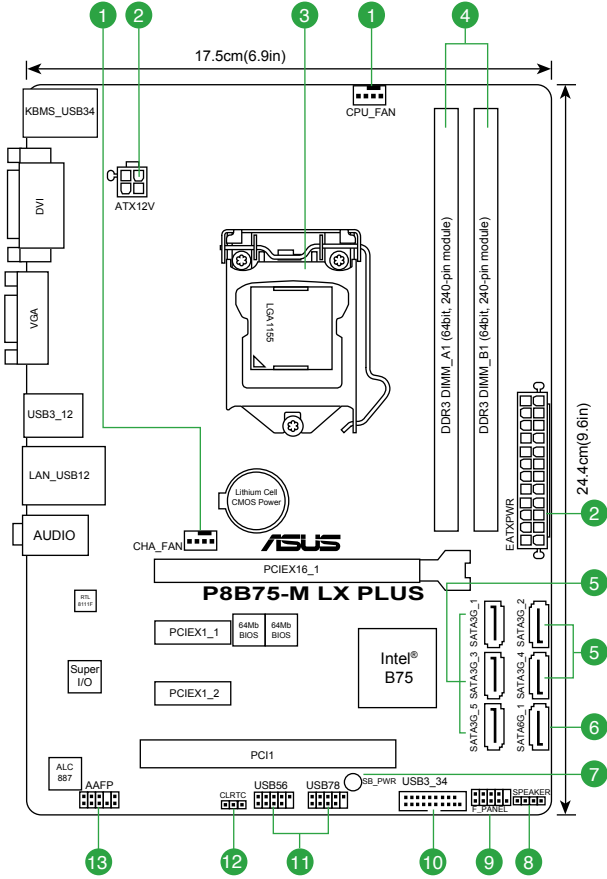 1
2
3
1
4
17.5cm(6.9in)
KBMS_USB34
CPU_FAN
DVI
ATX12V
VGA
LGA1155
DDR3 DIMM_A1 (64bit, 240-pin module)
DDR3 DIMM_B1 (64bit, 240-pin module)
24.4cm(9.6in)
USB3_12
LAN_USB12
Lithium Cell
CMOS Power
EATXPWR
2
AUDIO
CHA_FAN
ASUS
PCIEX16_1
5
P8B75-M LX PLUS
RTL
8111F
PCIEX1_1
64Mb
BIOS
64Mb
BIOS
Intel®
B75
SATA3G_1
SATA3G_2
5
Super
I/O
PCIEX1_2
SATA3G_3
SATA3G_4
SATA3G_5
SATA6G_1
6
PCI1
ALC
887
7
AAFP
CLRTC
USB56
USB78
SB_PWR
USB3_34
F_PANEL
SPEAKER
13
12
11
10
9
8